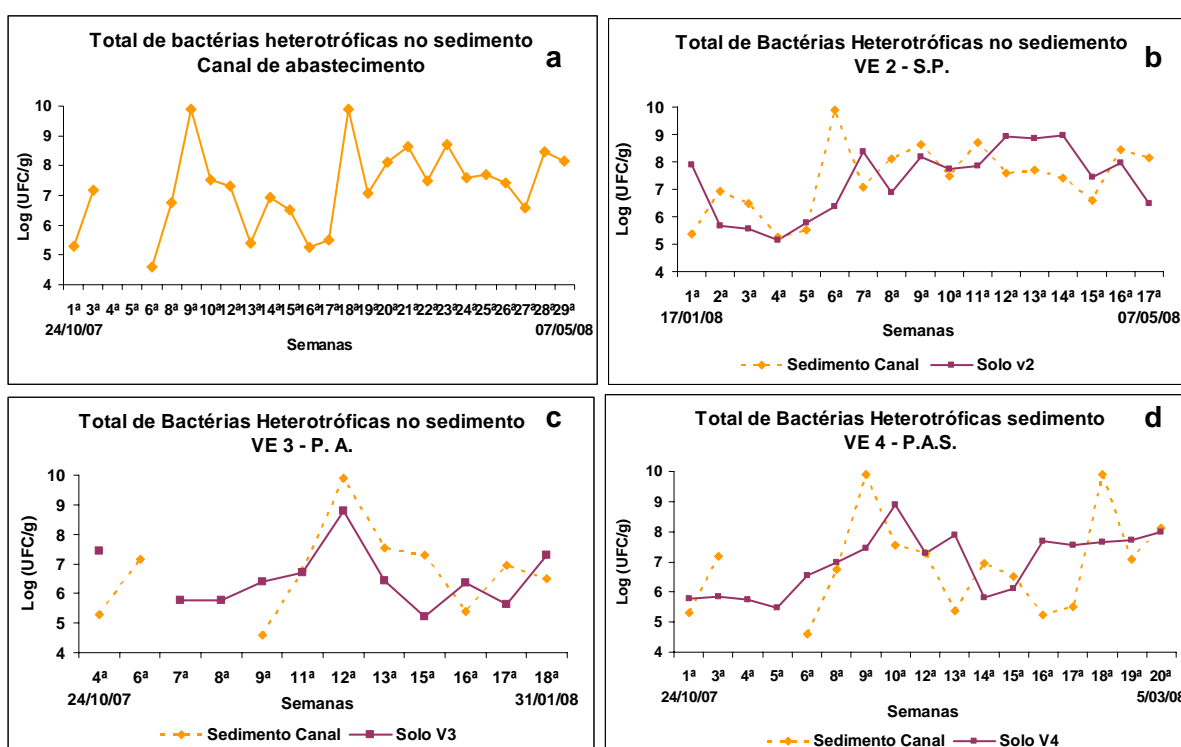 Total de bactérias heterotróficas no sedimento
Canal de abastecimento
a
Log (UFC/g)
10
9
8
7
6
5
4
1ª 3ª 4ª 5ª 6ª 8ª 9ª 10ª 12ª 13ª 14ª 15ª 16ª 17ª 18ª 19ª 20ª 21ª 22ª 23ª 24ª 25ª 26ª 27ª 28ª 29ª
24/10/07 07/05/08
Semanas
Total de Bactérias Heterotróficas no sediemento
VE 2 - S.P.
b
Log (UFC/g)
10
9
8
7
6
5
4
1ª 2ª 3ª 4ª 5ª 6ª 7ª 8ª 9ª 10ª 11ª 12ª 13ª 14ª 15ª 16ª 17ª
17/01/08 07/05/08
Semanas
Sedimento Canal Solo v2
Total de Bactérias Heterotróficas no sedimento
VE 3 - P. A.
c
Log (UFC/g)
10
9
8
7
6
5
4
4ª 6ª 7ª 8ª 9ª 11ª 12ª 13ª 15ª 16ª 17ª 18ª
24/10/07 31/01/08
Semanas
Sedimento Canal Solo V3
Total de Bactérias Heterotróficas sedimento
VE 4 - P.A.S.
d
Log (UFC/g)
10
9
8
7
6
5
4
1ª 3ª 4ª 5ª 6ª 8ª 9ª 10ª 12ª 13ª 14ª 15ª 16ª 17ª 18ª 19ª 20ª
24/10/07 5/03/08
Semanas
Sedimento Canal Solo V4